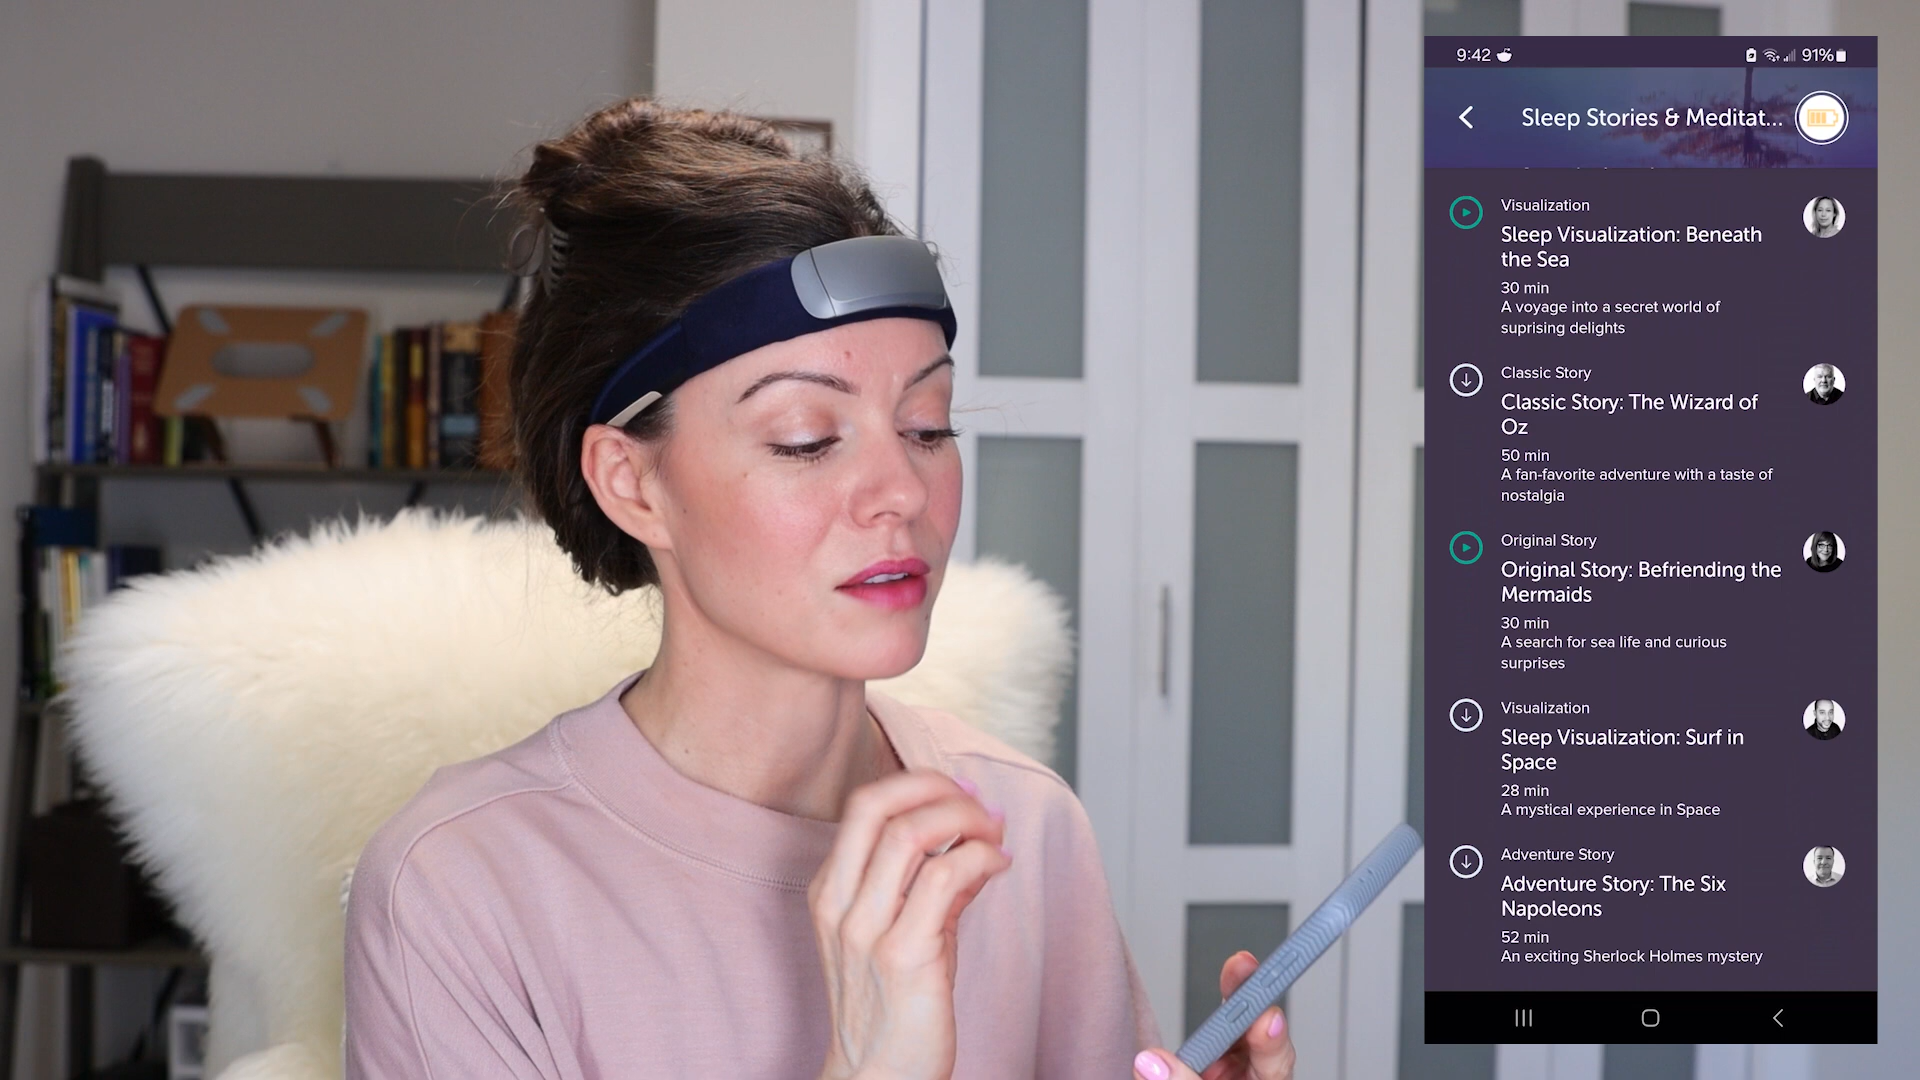 9:42
91%
Sleep Stories & Meditat...
Visualization
Sleep Visualization: Beneath
the Sea
30 min
A voyage into a secret world of
suprising delights
Classic Story
Classic Story: The Wizard of
Oz
50 min
A fan-favorite adventure with a taste of
nostalgia
Original Story
Original Story: Befriending the
Mermaids
30 min
A search for sea life and curious
surprises
Visualization
Sleep Visualization: Surf in
Space
28 min
A mystical experience in Space
Adventure Story
Adventure Story: The Six
Napoleons
52 min
An exciting Sherlock Holmes mystery